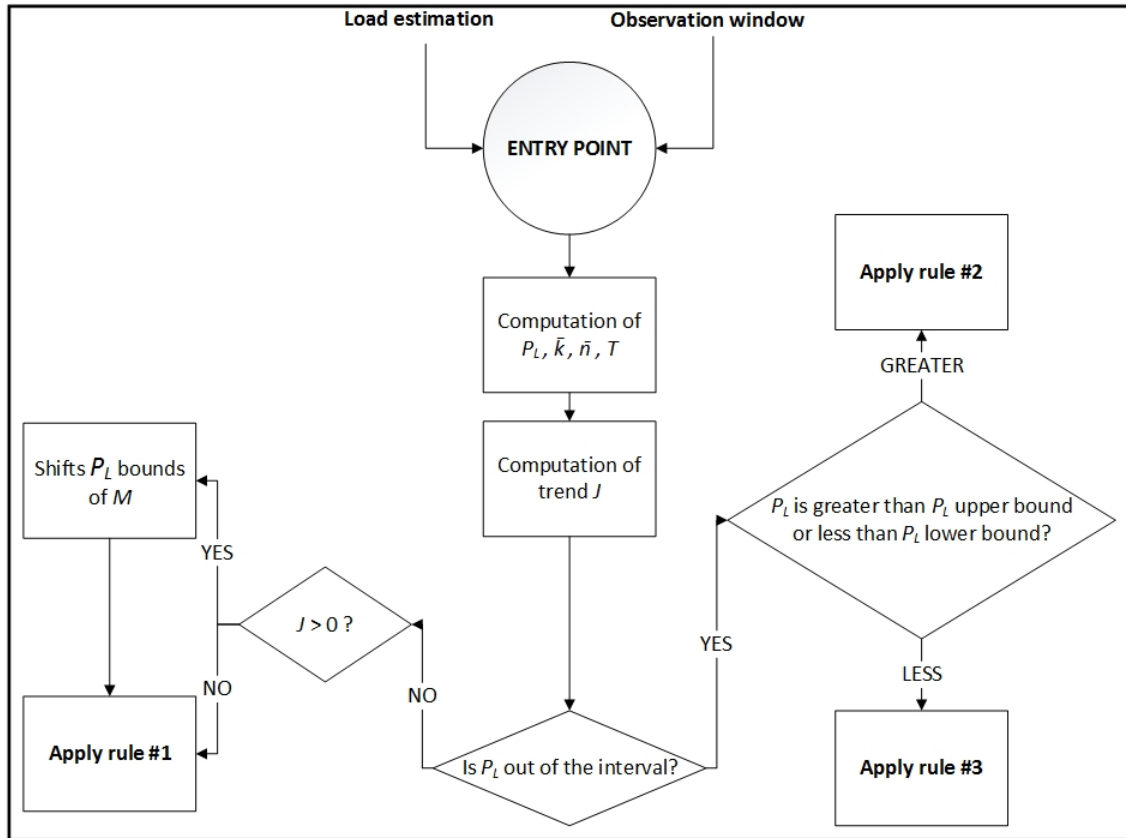 Load estimation
Observation window
ENTRY POINT
Computation of
P_L , k̄ , n̄ , T
Computation of
trend J
Is P_L out of the interval?
NO
YES
J > 0 ?
YES
NO
Shifts P_L bounds
of M
Apply rule #1
P_L is greater than P_L upper bound
or less than P_L lower bound?
GREATER
LESS
Apply rule #2
Apply rule #3